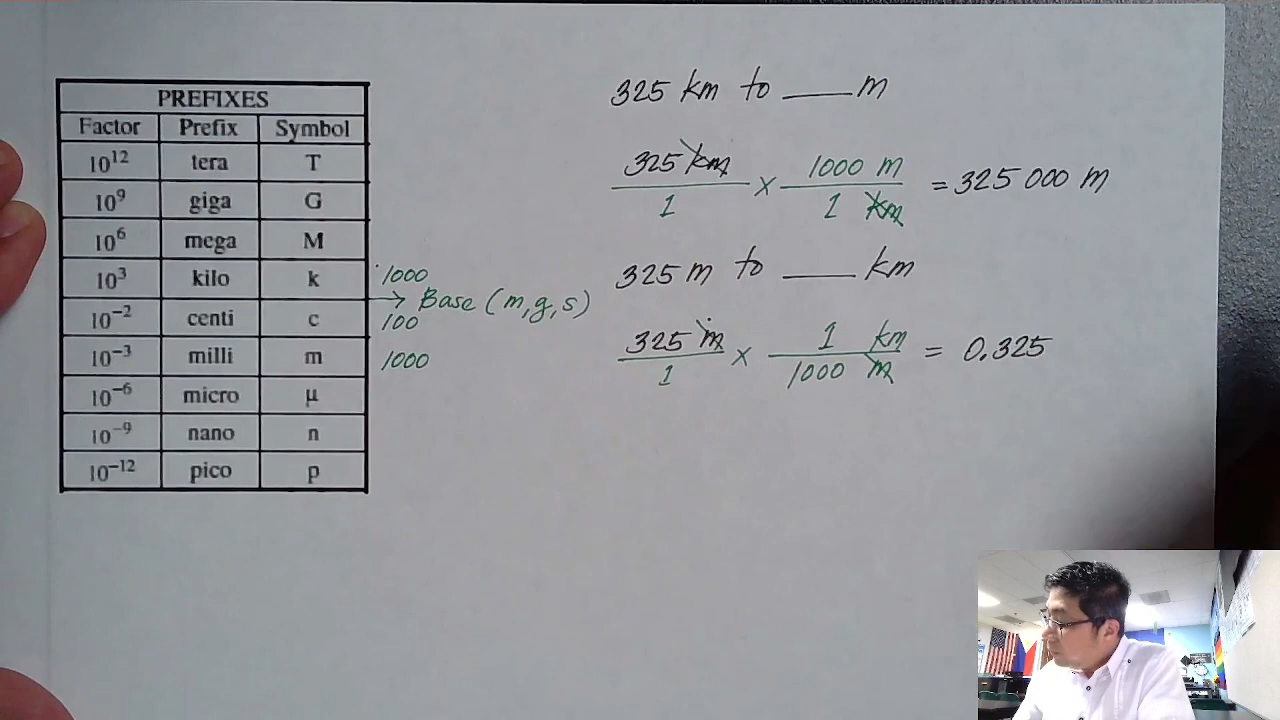 PREFIXES
Factor Prefix Symbol
10¹² tera T
10⁹ giga G
10⁶ mega M
10³ kilo k 1000
→ Base (m,g,s)
10⁻² centi c 100
10⁻³ milli m 1000
10⁻⁶ micro μ
10⁻⁹ nano n
10⁻¹² pico p
325 km to ___ m
325 km / 1 × 1000 m / 1 km = 325 000 m
325 m to ___ km
325 m / 1 × 1 km / 1000 m = 0.325